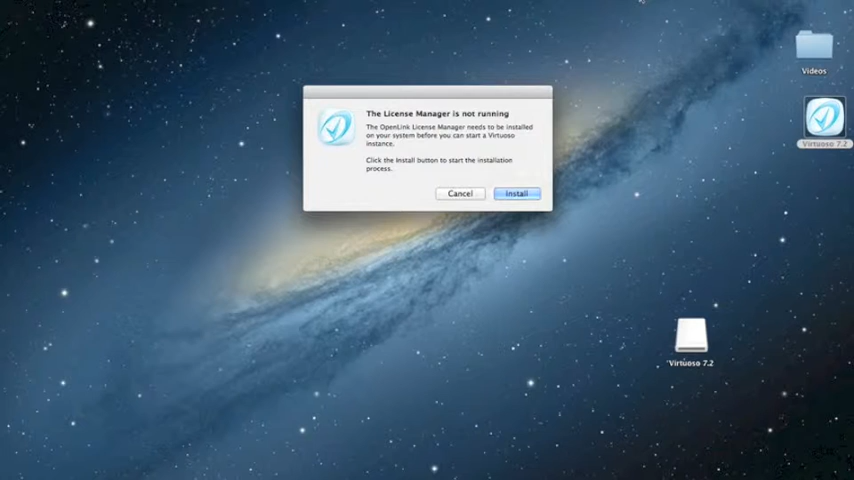 Videos
The License Manager is not running
The OpenLink License Manager needs to be installed
on your system before you can start a Virtuoso
instance.
Click the Install button to start the installation
process.
Virtuoso 7.2
Cancel
Install
Virtuoso 7.2